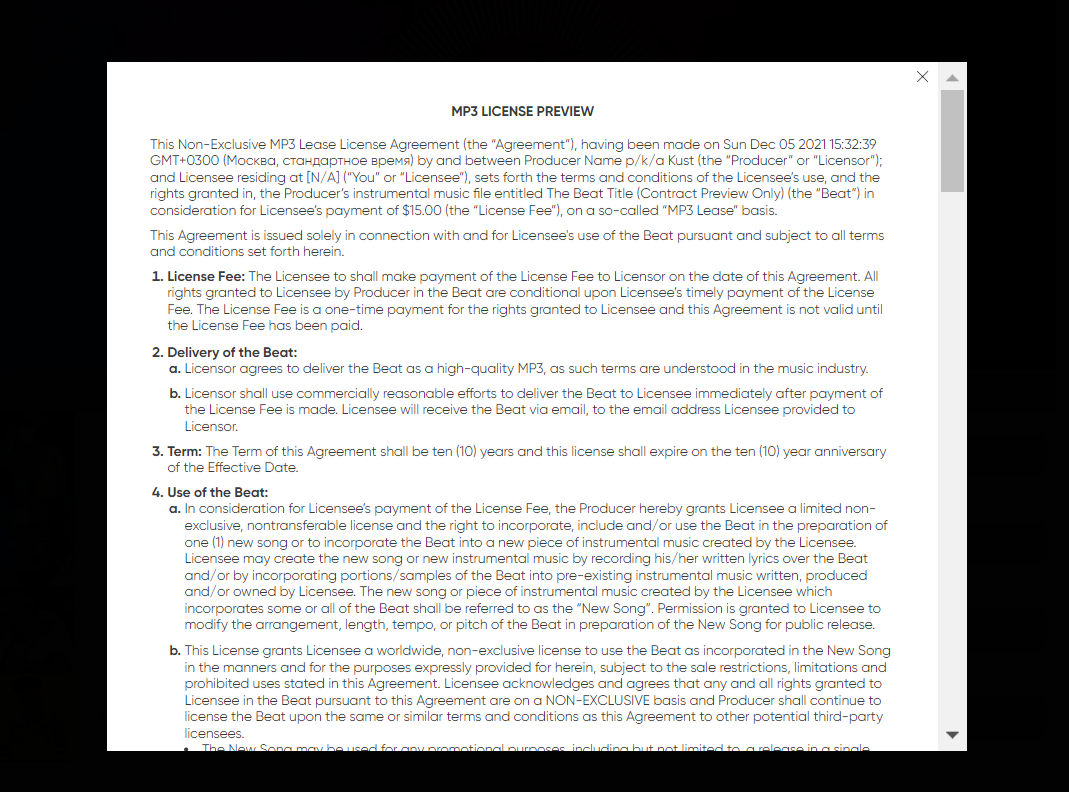 MP3 LICENSE PREVIEW
This Non-Exclusive MP3 Lease License Agreement (the “Agreement”), having been made on Sun Dec 05 2021 15:32:39
GMT+0300 (Москва, стандартное время) by and between Producer Name p/k/a Kust (the “Producer” or “Licensor”);
and Licensee residing at [N/A] (“You” or “Licensee”), sets forth the terms and conditions of the Licensee’s use, and the
rights granted in, the Producer’s instrumental music file entitled The Beat Title (Contract Preview Only) (the “Beat”) in
consideration for Licensee’s payment of $15.00 (the “License Fee”), on a so-called “MP3 Lease” basis.
This Agreement is issued solely in connection with and for Licensee's use of the Beat pursuant and subject to all terms
and conditions set forth herein.
1. License Fee: The Licensee to shall make payment of the License Fee to Licensor on the date of this Agreement. All
rights granted to Licensee by Producer in the Beat are conditional upon Licensee’s timely payment of the License
Fee. The License Fee is a one-time payment for the rights granted to Licensee and this Agreement is not valid until
the License Fee has been paid.
2. Delivery of the Beat:
a. Licensor agrees to deliver the Beat as a high-quality MP3, as such terms are understood in the music industry.
b. Licensor shall use commercially reasonable efforts to deliver the Beat to Licensee immediately after payment of
the License Fee is made. Licensee will receive the Beat via email, to the email address Licensee provided to
Licensor.
3. Term: The Term of this Agreement shall be ten (10) years and this license shall expire on the ten (10) year anniversary
of the Effective Date.
4. Use of the Beat:
a. In consideration for Licensee’s payment of the License Fee, the Producer hereby grants Licensee a limited non-
exclusive, nontransferable license and the right to incorporate, include and/or use the Beat in the preparation of
one (1) new song or to incorporate the Beat into a new piece of instrumental music created by the Licensee.
Licensee may create the new song or new instrumental music by recording his/her written lyrics over the Beat
and/or by incorporating portions/samples of the Beat into pre-existing instrumental music written, produced
and/or owned by Licensee. The new song or piece of instrumental music created by the Licensee which
incorporates some or all of the Beat shall be referred to as the “New Song”. Permission is granted to Licensee to
modify the arrangement, length, tempo, or pitch of the Beat in preparation of the New Song for public release.
b. This License grants Licensee a worldwide, non-exclusive license to use the Beat as incorporated in the New Song
in the manners and for the purposes expressly provided for herein, subject to the sale restrictions, limitations and
prohibited uses stated in this Agreement. Licensee acknowledges and agrees that any and all rights granted to
Licensee in the Beat pursuant to this Agreement are on a NON-EXCLUSIVE basis and Producer shall continue to
license the Beat upon the same or similar terms and conditions as this Agreement to other potential third-party
licensees.
• The New Song may be used for any promotional purposes, including but not limited to, a release in a single